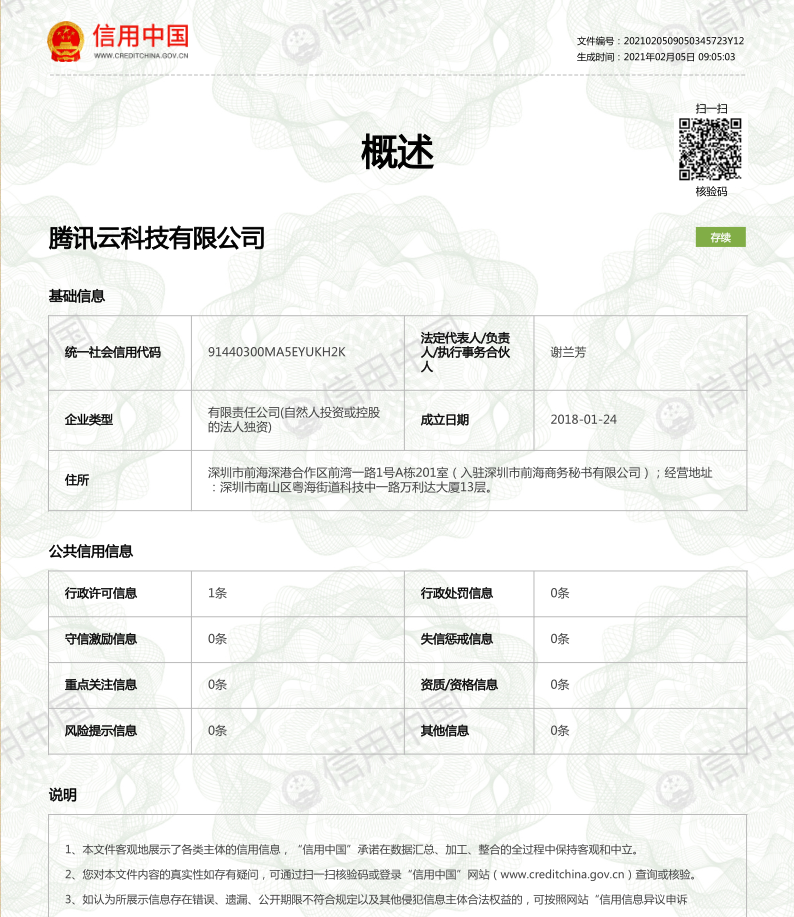 信用中国
WWW.CREDITCHINA.GOV.CN
文件编号：2021020509050345723Y12
生成时间：2021年02月05日 09:05:03
扫一扫
核验码
概述
腾讯云科技有限公司
存续
基础信息
统一社会信用代码 91440300MA5EYUKH2K 法定代表人/负责
人/执行事务合伙
人 谢兰芳
企业类型 有限责任公司(自然人投资或控股
的法人独资) 成立日期 2018-01-24
住所 深圳市前海深港合作区前湾一路1号A栋201室（入驻深圳市前海商务秘书有限公司）；经营地址
：深圳市南山区粤海街道科技中一路万利达大厦13层。
公共信用信息
行政许可信息 1条 行政处罚信息 0条
守信激励信息 0条 失信惩戒信息 0条
重点关注信息 0条 资质/资格信息 0条
风险提示信息 0条 其他信息 0条
说明
1、本文件客观地展示了各类主体的信用信息，“信用中国”承诺在数据汇总、加工、整合的全过程中保持客观和中立。
2、您对本文件内容的真实性如存有疑问，可通过扫一扫核验码或登录“信用中国”网站（www.creditchina.gov.cn）查询或核验。
3、如认为所展示信息存在错误、遗漏、公开期限不符合规定以及其他侵犯信息主体合法权益的，可按照网站“信用信息异议申诉